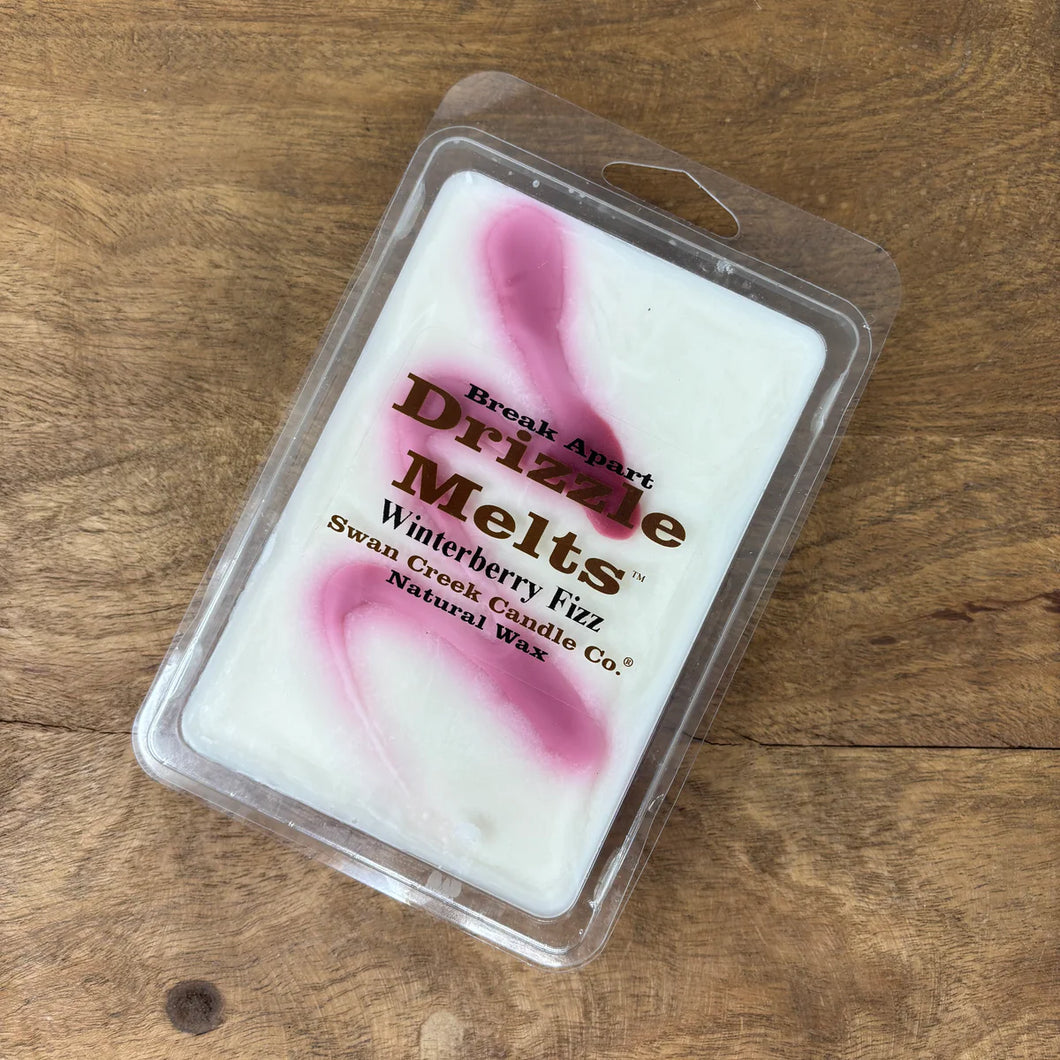 Break Apart
Drizzle
Melts™
Winterberry Fizz
Swan Creek Candle Co.®
Natural Wax